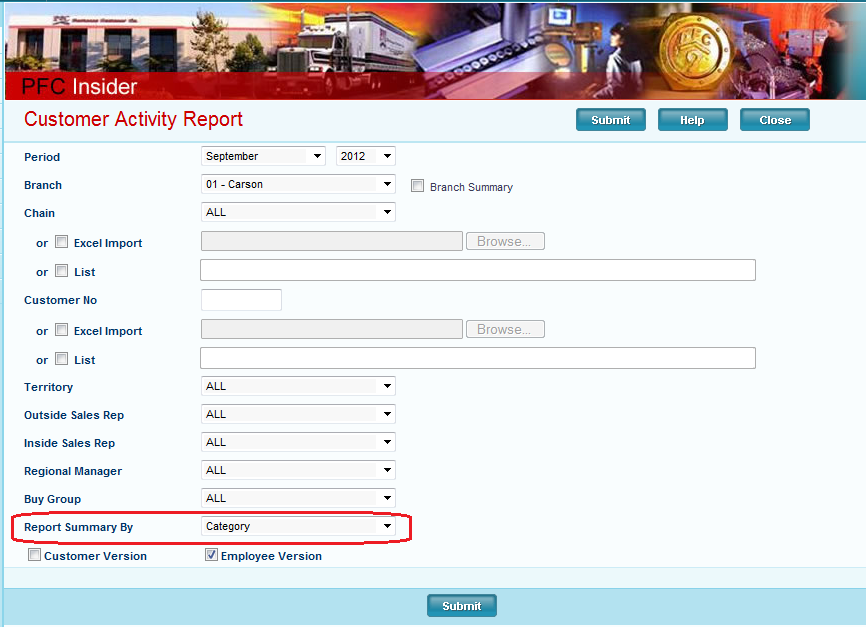 PFC Insider
Customer Activity Report
Submit Help Close
Period September 2012
Branch 01 - Carson Branch Summary
Chain ALL
or Excel Import Browse...
or List
Customer No
or Excel Import Browse...
or List
Territory ALL
Outside Sales Rep ALL
Inside Sales Rep ALL
Regional Manager ALL
Buy Group ALL
Report Summary By Category
Customer Version Employee Version
Submit